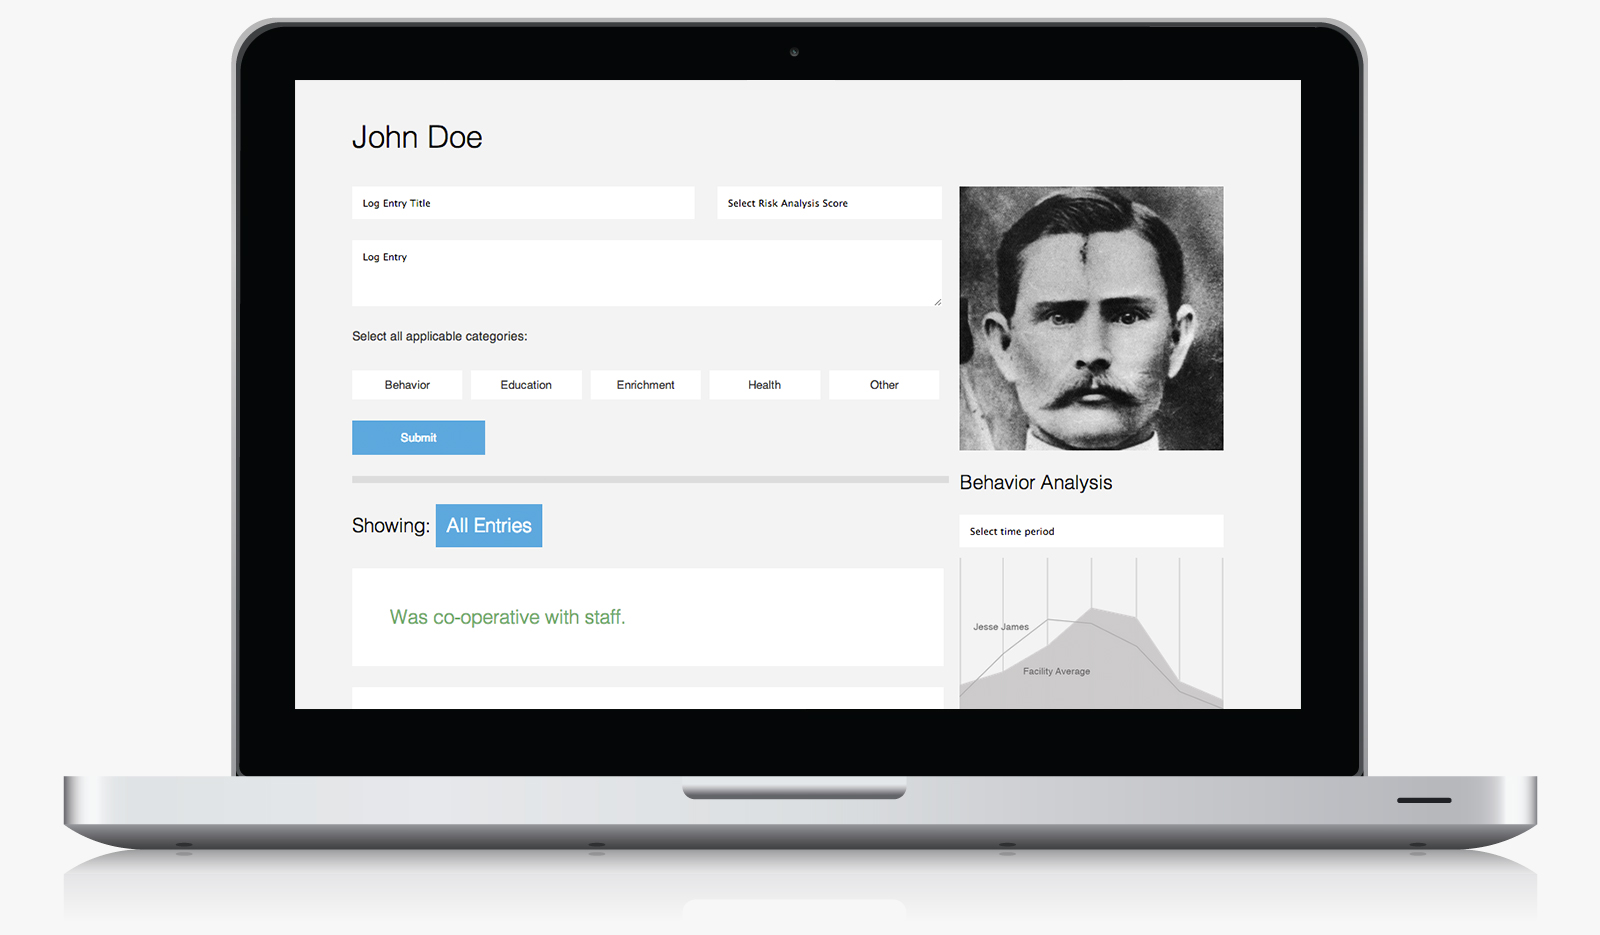 John Doe
Log Entry Title
Select Risk Analysis Score
Log Entry
Select all applicable categories:
Behavior
Education
Enrichment
Health
Other
Submit
Showing: All Entries
Was co-operative with staff.
Behavior Analysis
Select time period
Jesse James
Facility Average